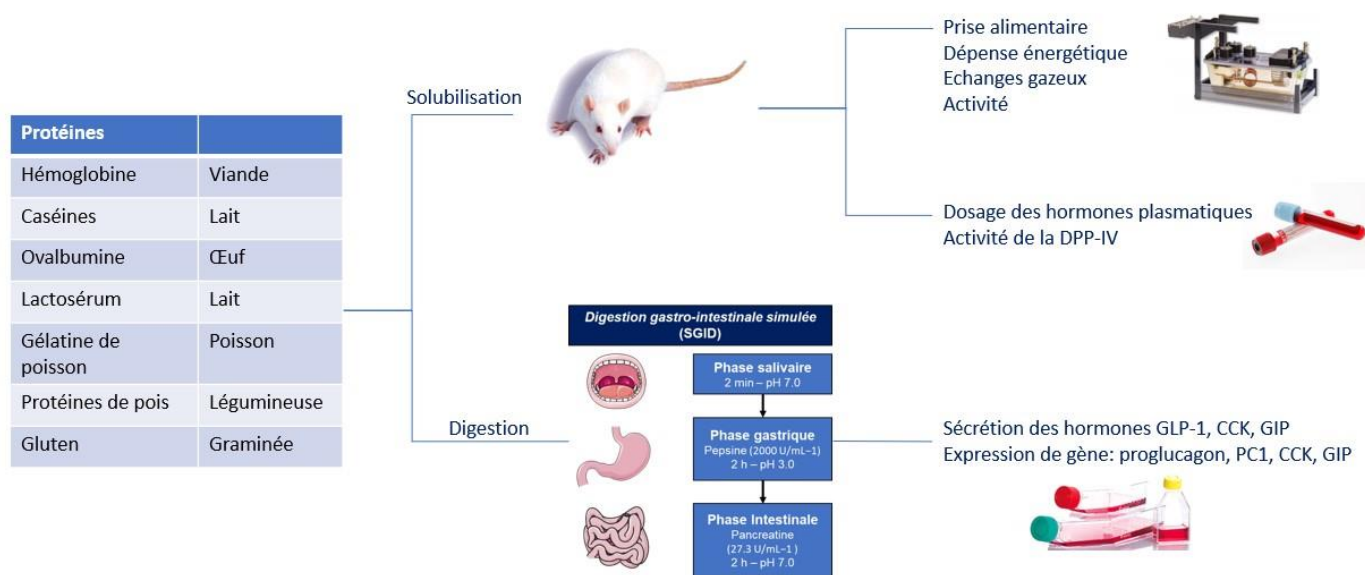 Protéines
Hémoglobine Viande
Caséines Lait
Ovalbumine Œuf
Lactosérum Lait
Gélatine de
poisson Poisson
Protéines de pois Légumineuse
Gluten Graminée
Solubilisation
Digestion
Prise alimentaire
Dépense énergétique
Echanges gazeux
Activité
Dosage des hormones plasmatiques
Activité de la DPP-IV
Digestion gastro-intestinale simulée
(SGID)
Phase salivaire
2 min – pH 7.0
Phase gastrique
Pepsine (2000 U/mL−1)
2 h – pH 3.0
Phase Intestinale
Pancreatine
(27.3 U/mL−1 )
2 h – pH 7.0
Sécrétion des hormones GLP-1, CCK, GIP
Expression de gène: proglucagon, PC1, CCK, GIP